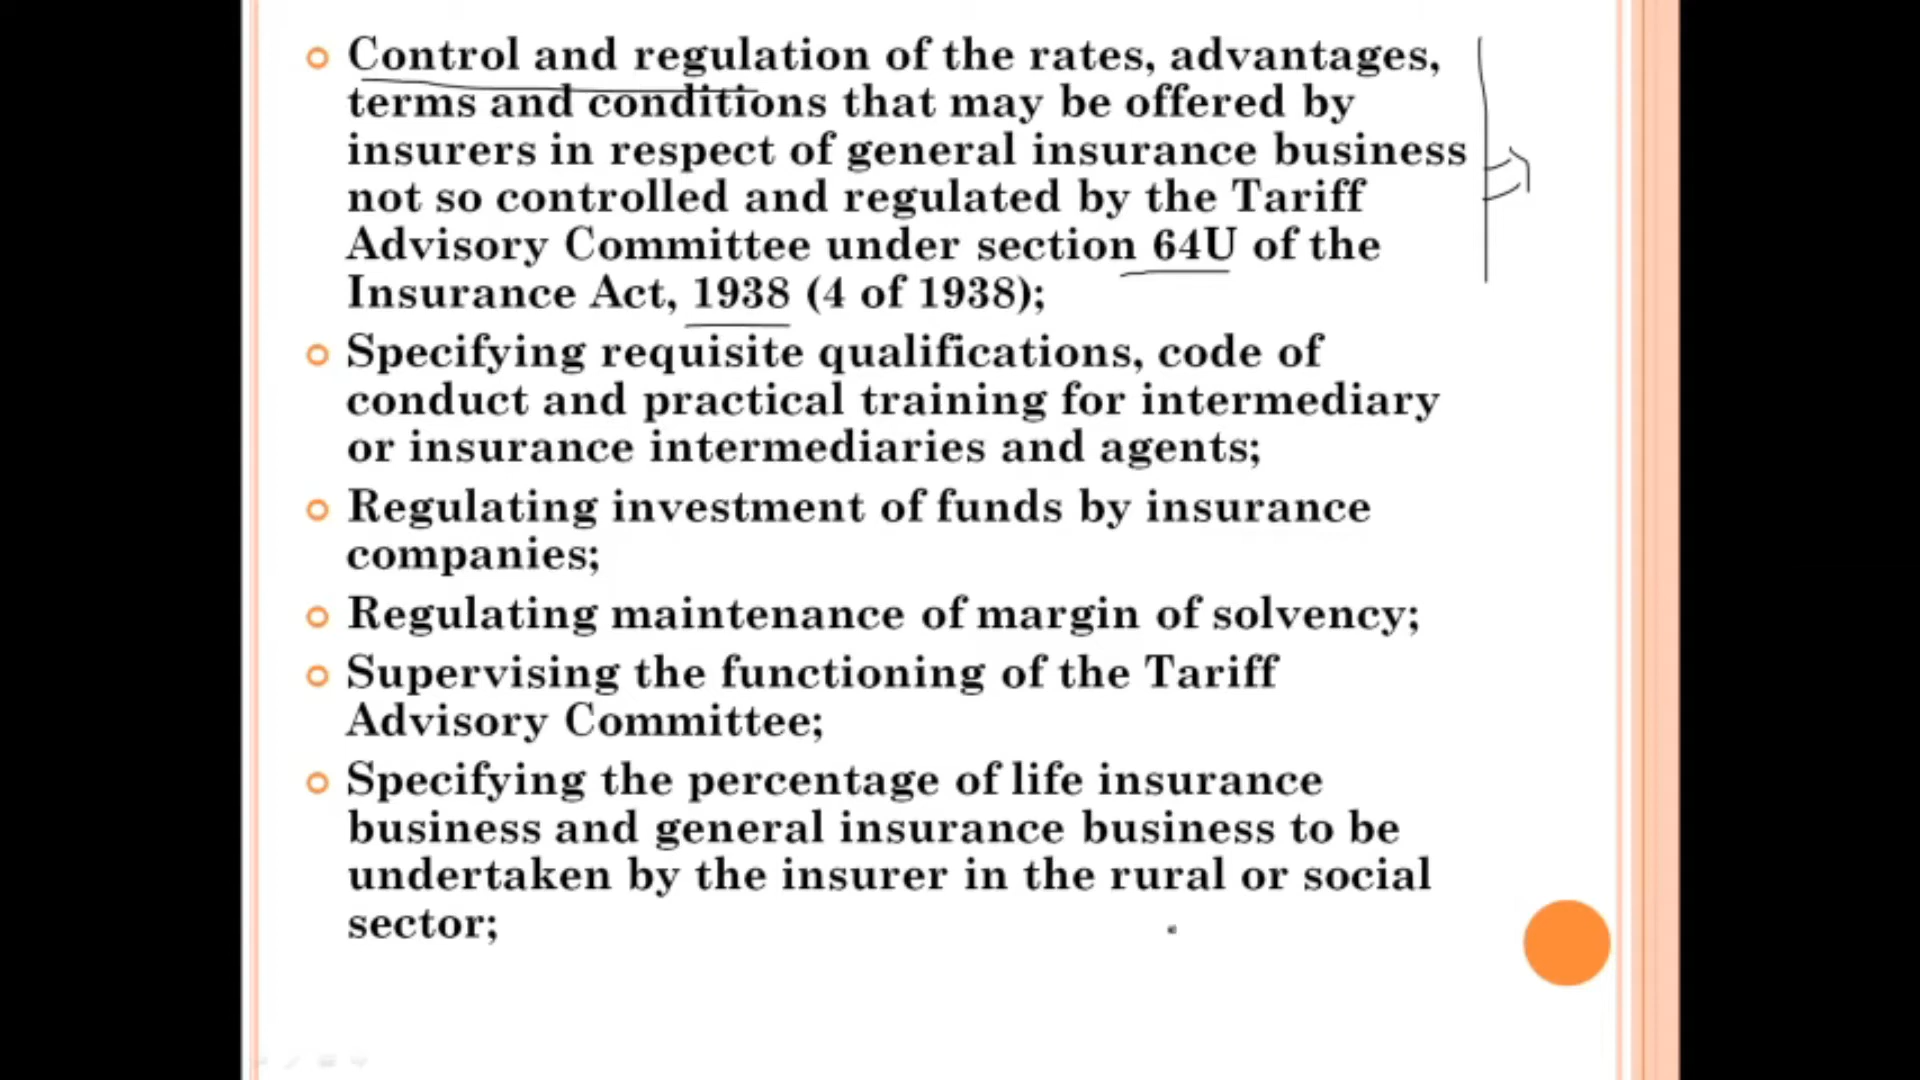 Control and regulation of the rates, advantages,
terms and conditions that may be offered by
insurers in respect of general insurance business
not so controlled and regulated by the Tariff
Advisory Committee under section 64U of the
Insurance Act, 1938 (4 of 1938);
Specifying requisite qualifications, code of
conduct and practical training for intermediary
or insurance intermediaries and agents;
Regulating investment of funds by insurance
companies;
Regulating maintenance of margin of solvency;
Supervising the functioning of the Tariff
Advisory Committee;
Specifying the percentage of life insurance
business and general insurance business to be
undertaken by the insurer in the rural or social
sector;